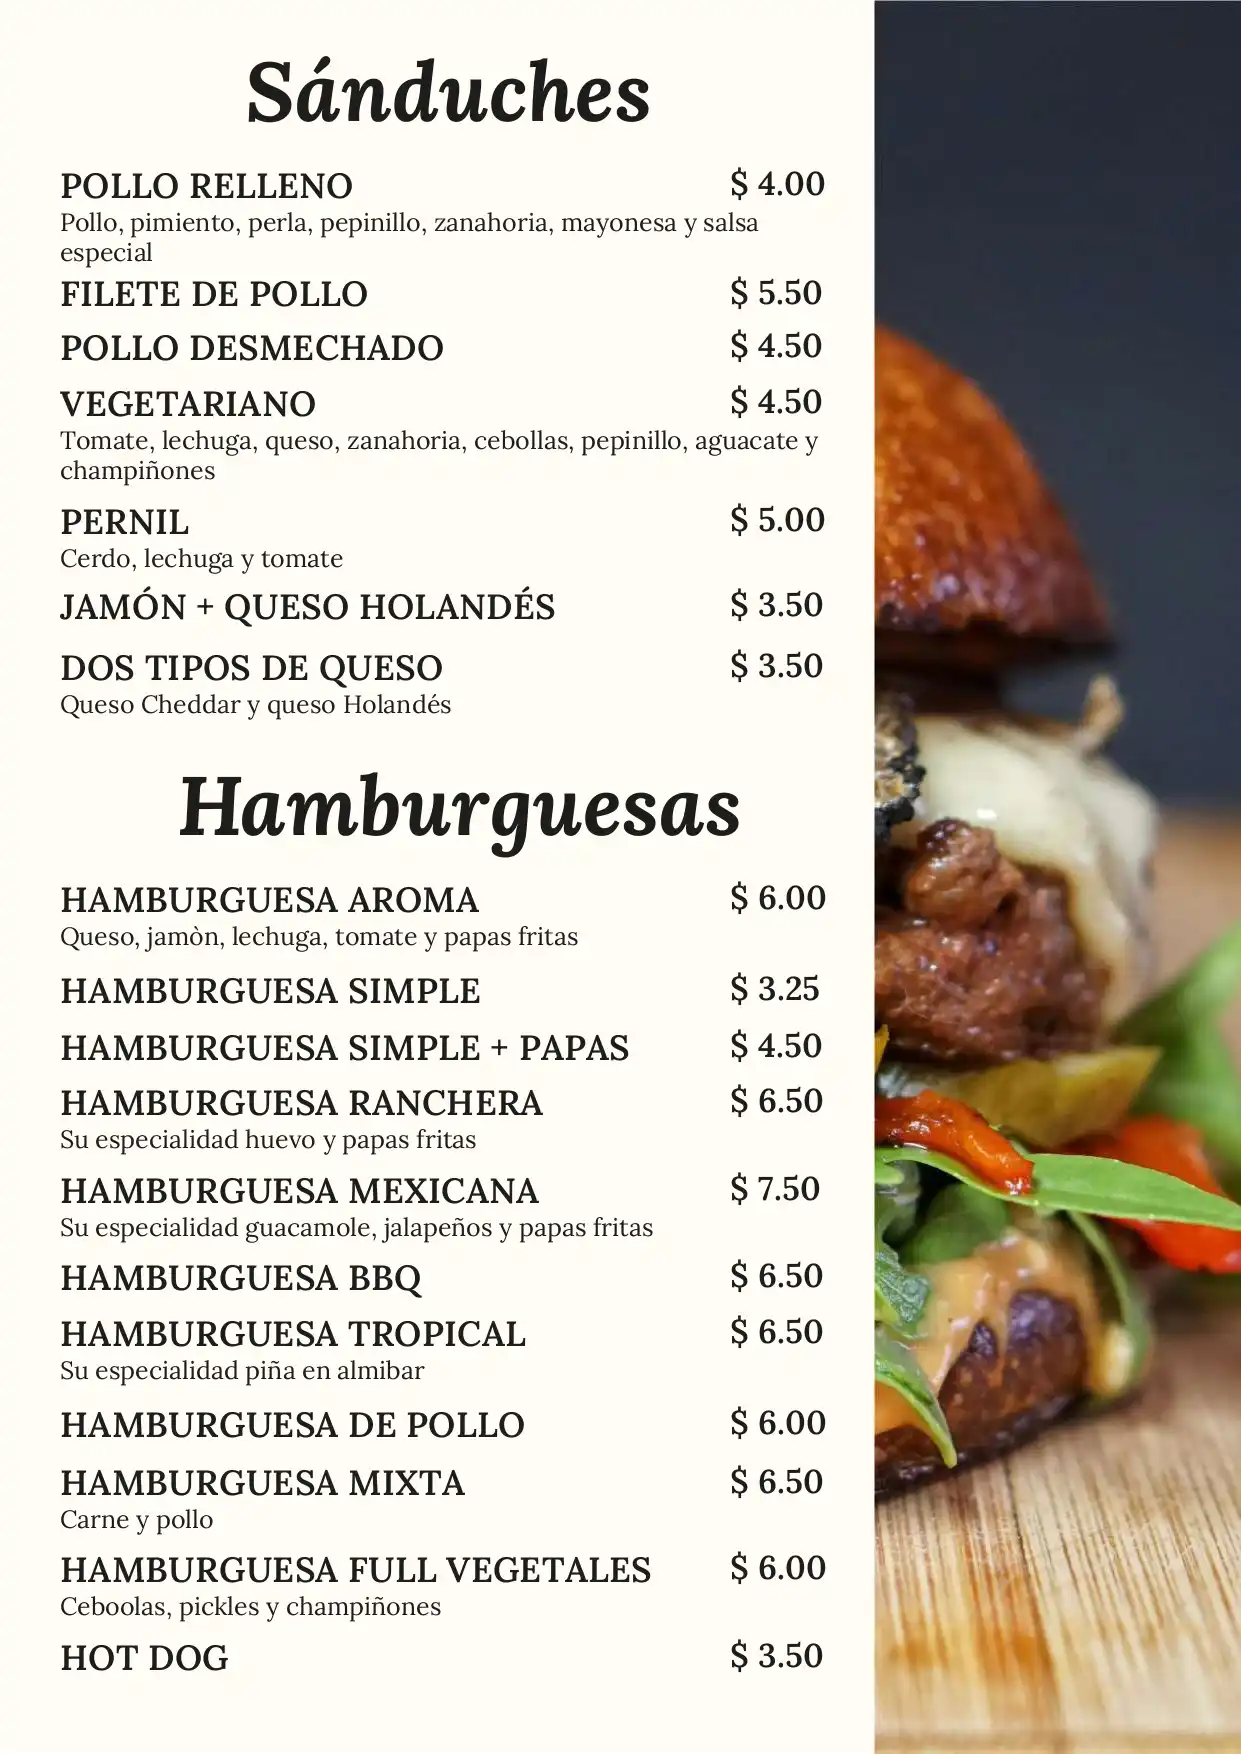 Sánduches
POLLO RELLENO $ 4.00
Pollo, pimiento, perla, pepinillo, zanahoria, mayonesa y salsa
especial
FILETE DE POLLO $ 5.50
POLLO DESMECHADO $ 4.50
VEGETARIANO $ 4.50
Tomate, lechuga, queso, zanahoria, cebollas, pepinillo, aguacate y
champiñones
PERNIL $ 5.00
Cerdo, lechuga y tomate
JAMÓN + QUESO HOLANDÉS $ 3.50
DOS TIPOS DE QUESO $ 3.50
Queso Cheddar y queso Holandés
Hamburguesas
HAMBURGUESA AROMA $ 6.00
Queso, jamòn, lechuga, tomate y papas fritas
HAMBURGUESA SIMPLE $ 3.25
HAMBURGUESA SIMPLE + PAPAS $ 4.50
HAMBURGUESA RANCHERA $ 6.50
Su especialidad huevo y papas fritas
HAMBURGUESA MEXICANA $ 7.50
Su especialidad guacamole, jalapeños y papas fritas
HAMBURGUESA BBQ $ 6.50
HAMBURGUESA TROPICAL $ 6.50
Su especialidad piña en almibar
HAMBURGUESA DE POLLO $ 6.00
HAMBURGUESA MIXTA $ 6.50
Carne y pollo
HAMBURGUESA FULL VEGETALES $ 6.00
Ceboolas, pickles y champiñones
HOT DOG $ 3.50